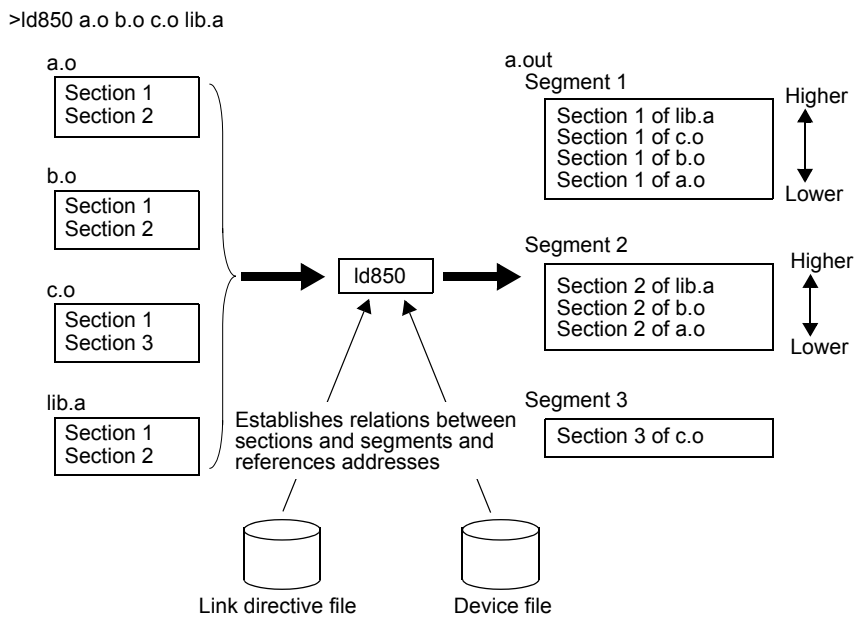 >ld850 a.o b.o c.o lib.a
a.o
Section 1
Section 2
b.o
Section 1
Section 2
c.o
Section 1
Section 3
lib.a
Section 1
Section 2
ld850
Establishes relations between
sections and segments and
references addresses
Link directive file
Device file
a.out
Segment 1
Section 1 of lib.a
Section 1 of c.o
Section 1 of b.o
Section 1 of a.o
Higher
Lower
Segment 2
Section 2 of lib.a
Section 2 of b.o
Section 2 of a.o
Higher
Lower
Segment 3
Section 3 of c.o